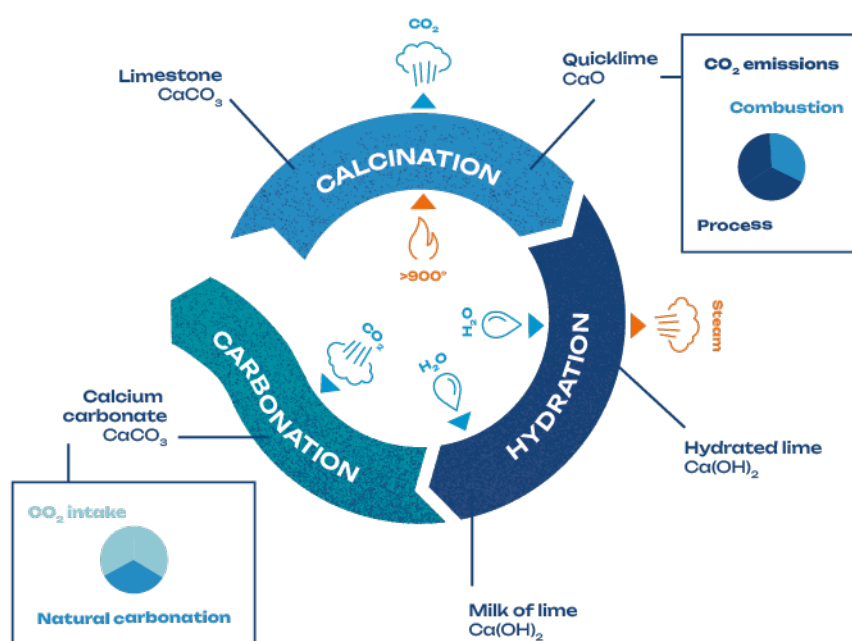 CO₂
Limestone
CaCO₃
Quicklime
CaO
CO₂ emissions
Combustion
Process
CALCINATION
>900°
H₂O
HYDRATION
Steam
CO₂
H₂O
CARBONATION
Calcium
carbonate
CaCO₃
Hydrated lime
Ca(OH)₂
CO₂ intake
Natural carbonation
Milk of lime
Ca(OH)₂